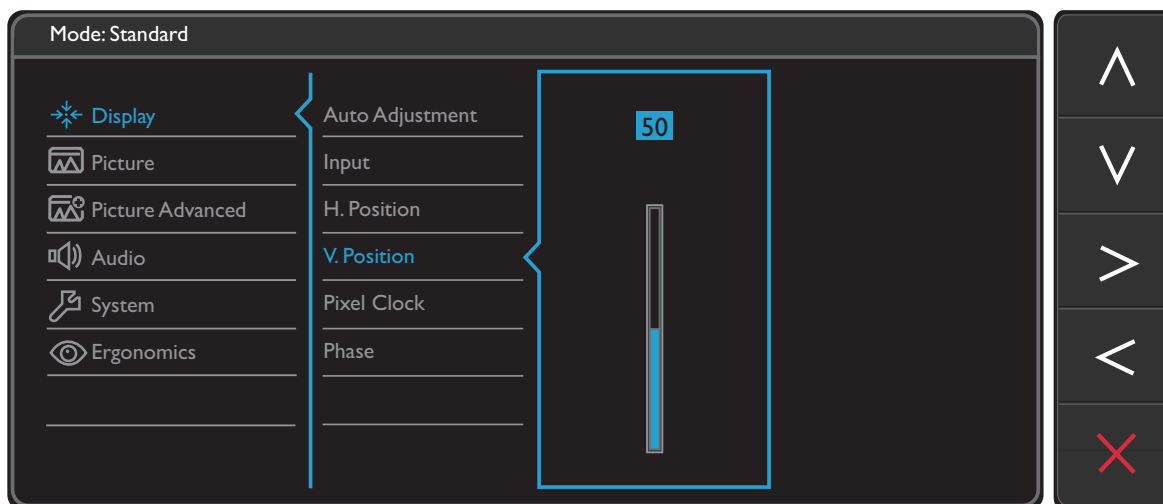 Mode: Standard
Display
Picture
Picture Advanced
Audio
System
Ergonomics
Auto Adjustment
Input
H. Position
V. Position
Pixel Clock
Phase
50